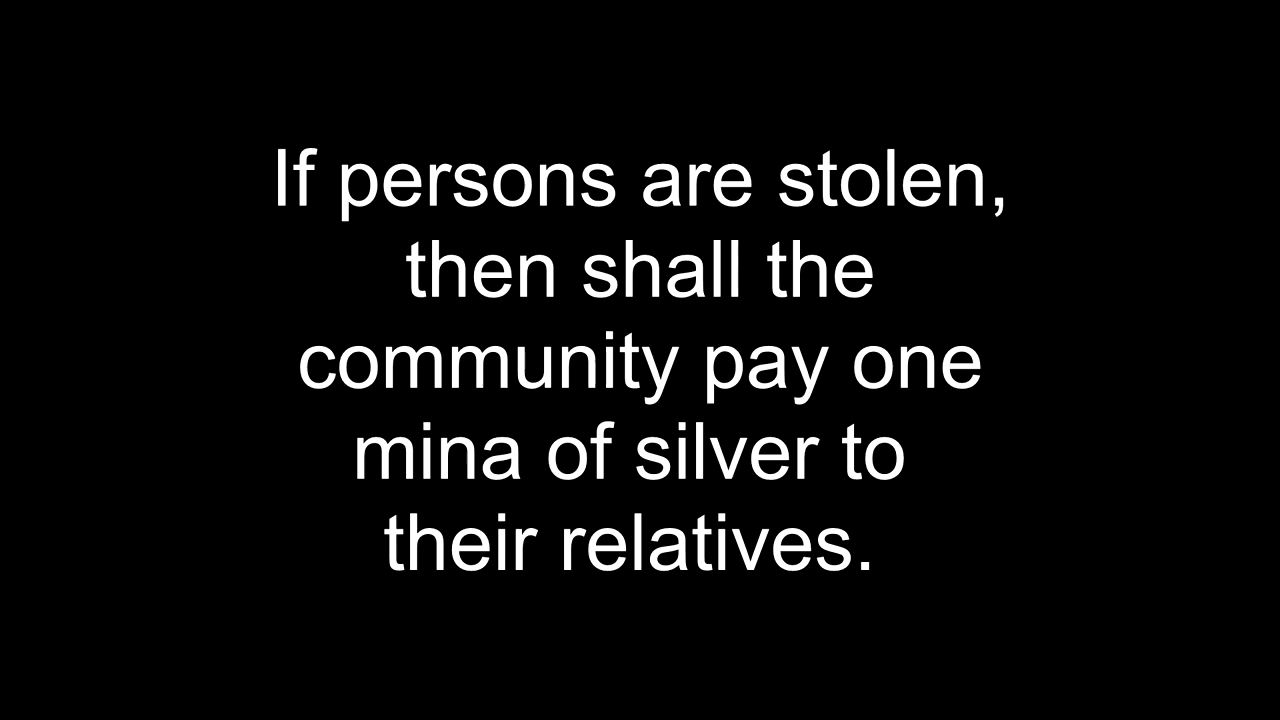 If persons are stolen,
then shall the
community pay one
mina of silver to
their relatives.